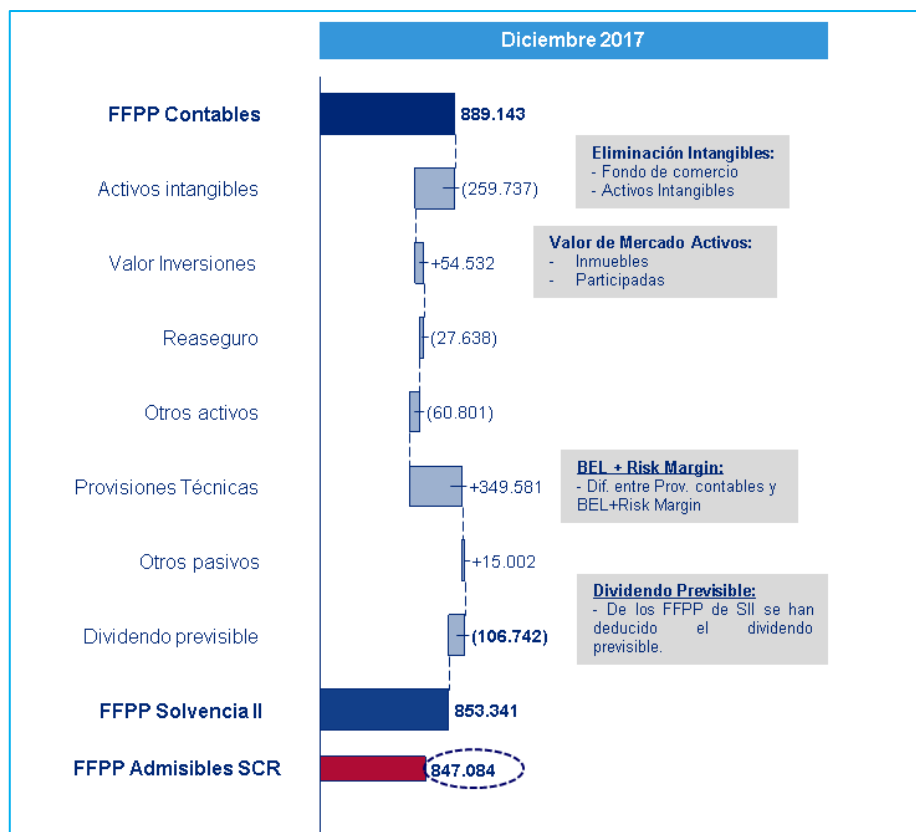 Diciembre 2017
FFPP Contables
889.143
Eliminación Intangibles:
- Fondo de comercio
- Activos Intangibles
Activos intangibles
(259.737)
Valor de Mercado Activos:
- Inmuebles
- Participadas
Valor Inversiones
+54.532
Reaseguro
(27.638)
Otros activos
(60.801)
BEL + Risk Margin:
- Dif. entre Prov. contables y
BEL+Risk Margin
Provisiones Técnicas
+349.581
Otros pasivos
+15.002
Dividendo Previsible:
- De los FFPP de SII se han
deducido el dividendo
previsible.
Dividendo previsible
(106.742)
FFPP Solvencia II
853.341
FFPP Admisibles SCR
847.084